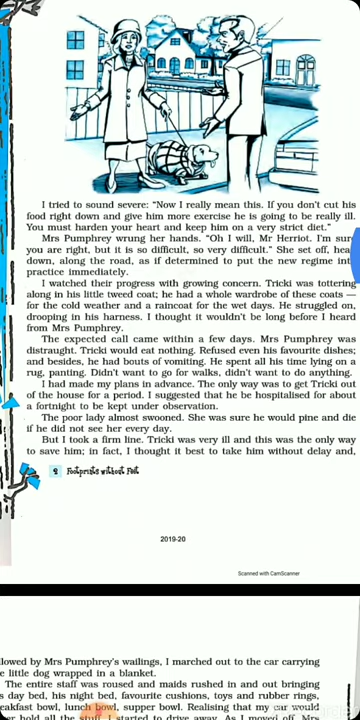 I tried to sound severe: “Now I really mean this. If you don't cut his
food right down and give him more exercise he is going to be really ill.
You must harden your heart and keep him on a very strict diet.”
Mrs Pumphrey wrung her hands. “Oh I will, Mr Herriot. I'm sure
you are right, but it is so difficult, so very difficult.” She set off, head
down, along the road, as if determined to put the new regime int
practice immediately.
I watched their progress with growing concern. Tricki was tottering
along in his little tweed coat; he had a whole wardrobe of these coats —
for the cold weather and a raincoat for the wet days. He struggled on,
drooping in his harness. I thought it wouldn't be long before I heard
from Mrs Pumphrey.
The expected call came within a few days. Mrs Pumphrey was
distraught. Tricki would eat nothing. Refused even his favourite dishes;
and besides, he had bouts of vomiting. He spent all his time lying on a
rug, panting. Didn't want to go for walks, didn't want to do anything.
I had made my plans in advance. The only way was to get Tricki out
of the house for a period. I suggested that he be hospitalised for about
a fortnight to be kept under observation.
The poor lady almost swooned. She was sure he would pine and die
if he did not see her every day.
But I took a firm line. Tricki was very ill and this was the only way
to save him; in fact, I thought it best to take him without delay and,
2 Footprints without Feet
2019-20
Scanned with CamScanner
llowed by Mrs Pumphrey's wailings, I marched out to the car carrying
e little dog wrapped in a blanket.
The entire staff was roused and maids rushed in and out bringing
s day bed, his night bed, favourite cushions, toys and rubber rings,
eakfast bowl, lunch bowl, supper bowl. Realising that my car would
er hold all the stuff, I started to drive away. As I moved off, Mrs